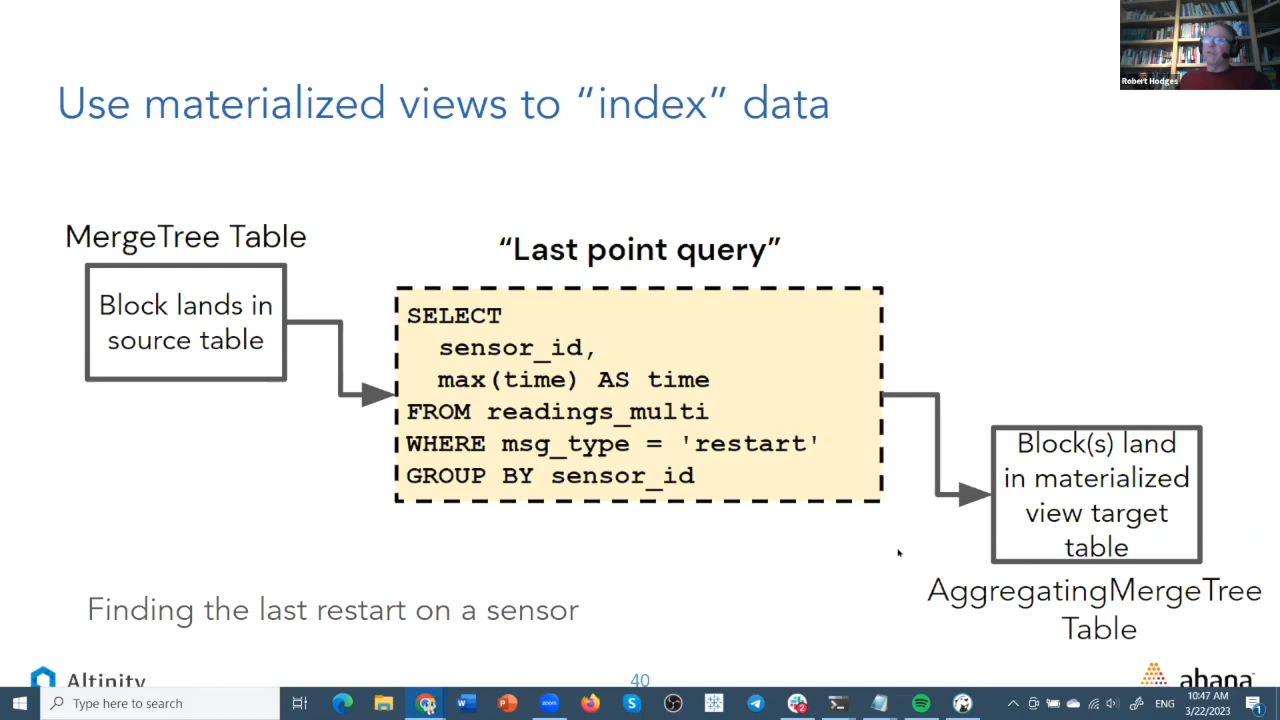 Robert Hodges
Use materialized views to “index” data
MergeTree Table
Block lands in
source table
“Last point query”
SELECT
sensor_id,
max(time) AS time
FROM readings_multi
WHERE msg_type = 'restart'
GROUP BY sensor_id
Block(s) land
in materialized
view target
table
AggregatingMergeTree
Table
Finding the last restart on a sensor
Altinity
40
ahana
Type here to search
zoom
2
ENG
10:47 AM
3/22/2023
1